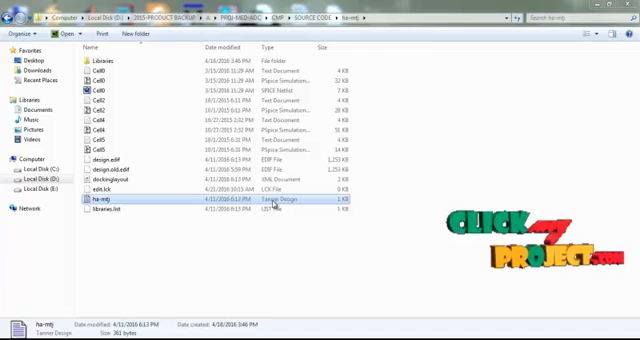 Computer ▸ Local Disk (D:) ▸ 2015-PRODUCT BACKUP ▸ A ▸ PROJ-MED-ADC ▸ CMP ▸ SOURCE CODE ▸ ha-mtj ▸
Search ha-mtj
Organize ▾ Open ▾ Print New folder
Name Date modified Type Size
Favorites
Desktop
Downloads
Recent Places
Libraries
Documents
Music
Pictures
Videos
Computer
Local Disk (C:)
Local Disk (D:)
Local Disk (E:)
Network
Libraries 4/18/2016 3:46 PM File folder
Cell0 3/15/2016 11:29 AM Text Document 4 KB
Cell0 3/15/2016 11:29 AM PSpice Simulation... 32 KB
Cell0 3/15/2016 11:29 AM SPICE Netlist 7 KB
Cell2 10/1/2015 6:11 PM Text Document 4 KB
Cell2 10/1/2015 6:11 PM PSpice Simulation... 28 KB
Cell4 10/27/2015 2:32 PM Text Document 4 KB
Cell4 10/27/2015 2:32 PM PSpice Simulation... 51 KB
Cell5 10/1/2015 6:31 PM Text Document 4 KB
Cell5 10/1/2015 6:31 PM PSpice Simulation... 14 KB
design.edif 4/11/2016 6:13 PM EDIF File 1,253 KB
design.old.edif 4/11/2016 5:59 PM EDIF File 1,253 KB
dockinglayout 4/11/2016 6:13 PM XML Document 2 KB
edit.lck 4/21/2016 10:15 AM LCK File 9 KB
ha-mtj 4/11/2016 6:13 PM Tanner Design 1 KB
libraries.list 4/11/2016 6:13 PM LIST File 1 KB
CLICK my
PROJECT.COM
ha-mtj Date modified: 4/11/2016 6:13 PM Date created: 4/18/2016 3:46 PM
Tanner Design Size: 361 bytes